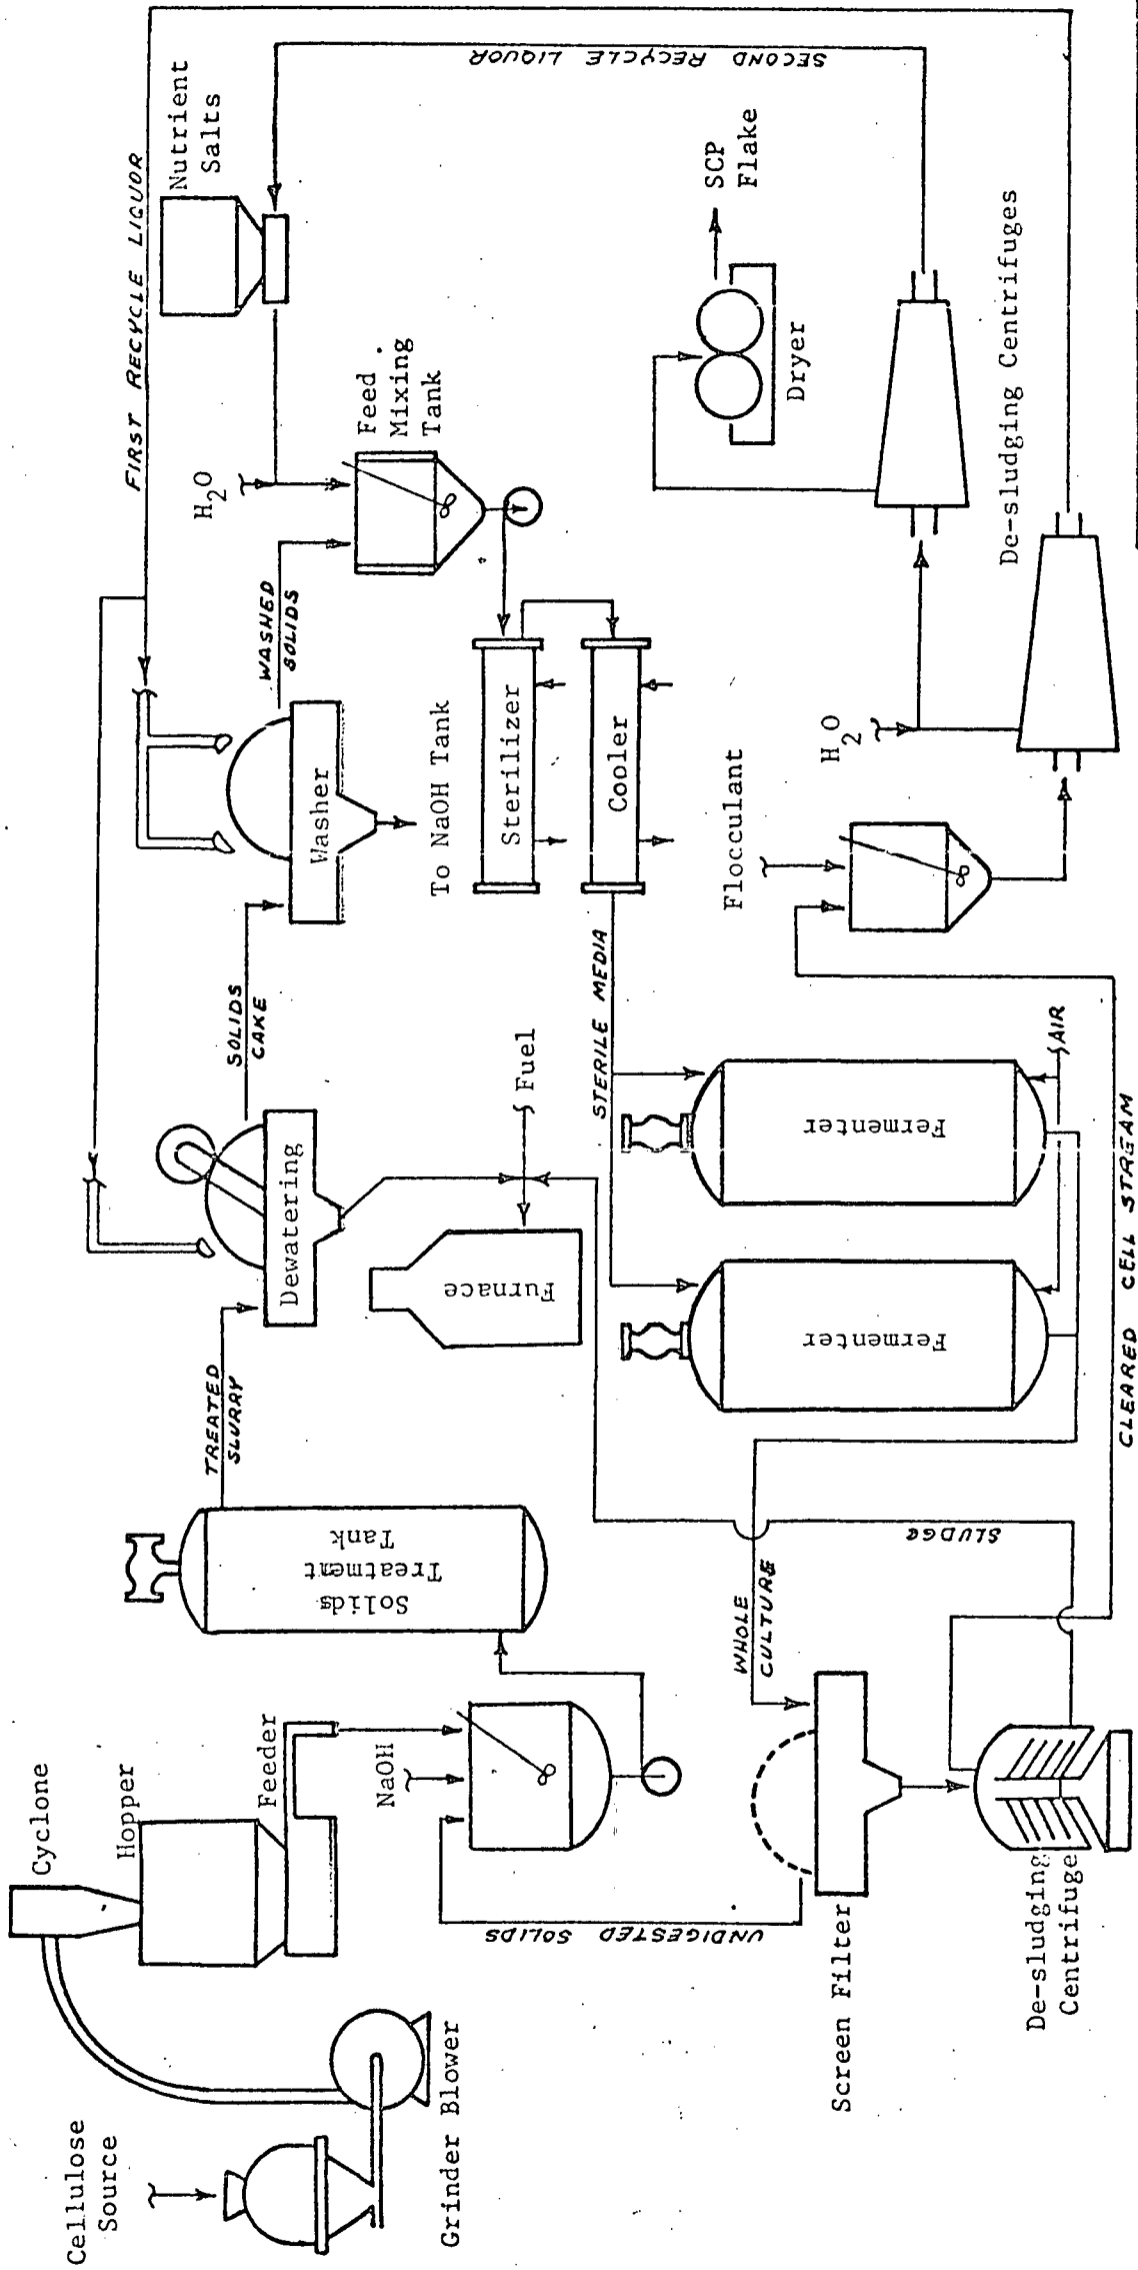 Cellulose
Source
Grinder Blower
Cyclone
Hopper
Feeder
NaOH
Solids
Treatment
Tank
TREATED
SLURRY
Dewatering
SOLIDS
CAKE
Washer
To NaOH Tank
WASHED
SOLIDS
FIRST RECYCLE LIQUOR
Nutrient
Salts
SECOND RECYCLE LIQUOR
H2O
Feed
Mixing
Tank
Sterilizer
Cooler
STERILE MEDIA
Furnace
Fuel
Fermenter
Fermenter
AIR
WHOLE
CULTURE
SLUDGE
UNDIGESTED SOLIDS
Screen Filter
De-sludging
Centrifuge
CLEARED CELL STREAM
Flocculant
H2O
De-sludging Centrifuges
Dryer
SCP
Flake